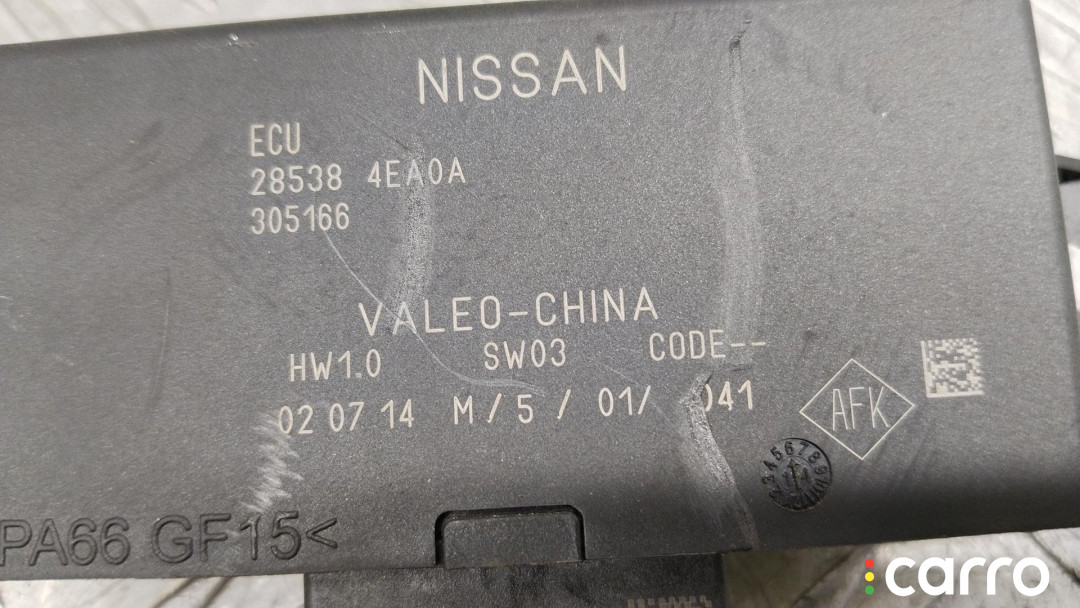 NISSAN
ECU
28538 4EA0A
305166
VALEO-CHINA
HW1.0 SW03 CODE--
02 07 14 M/5/01/ 041
AFK
PA66 GF15<
carro